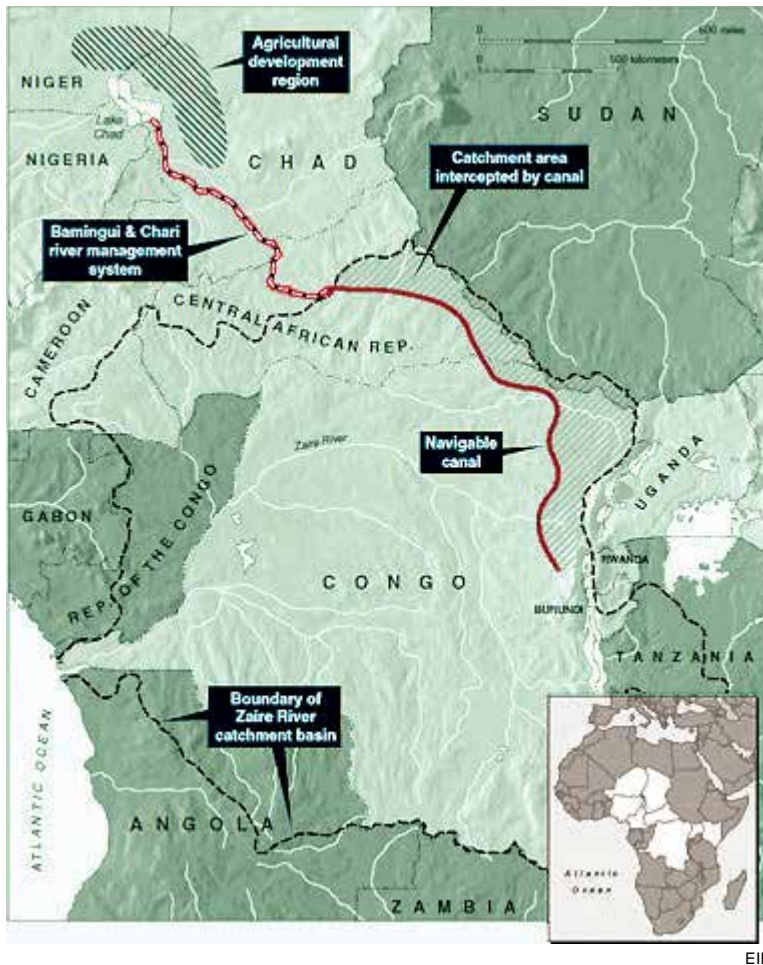 Agricultural
development
region
0 500 miles
0 500 kilometers
NIGER
Lake
Chad
NIGERIA
CHAD
SUDAN
Catchment area
intercepted by canal
Bamingui & Chari
river management
system
CAMEROON
CENTRAL AFRICAN REP.
Zaire River
Navigable
canal
UGANDA
GABON
REP. OF THE CONGO
CONGO
RWANDA
BURUNDI
TANZANIA
Boundary of
Zaire River
catchment basin
ATLANTIC OCEAN
ANGOLA
ZAMBIA
Atlantic
Ocean